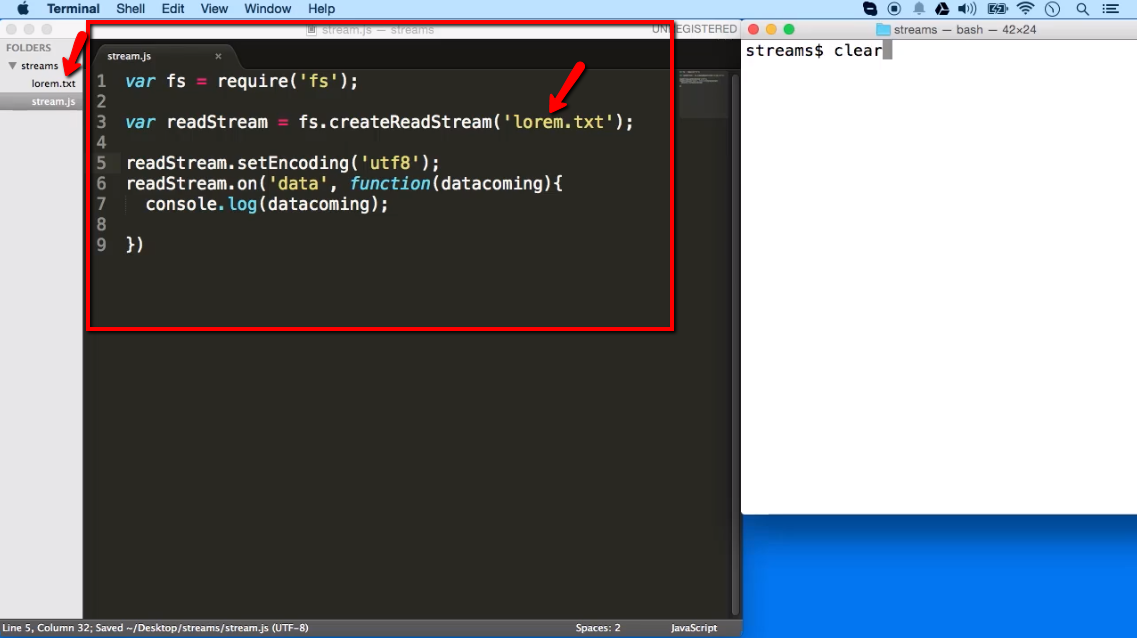 Terminal Shell Edit View Window Help
stream.js — streams
UNREGISTERED
streams — bash — 42×24
FOLDERS
streams
lorem.txt
stream.js
stream.js ×
1 var fs = require('fs');
2
3 var readStream = fs.createReadStream('lorem.txt');
4
5 readStream.setEncoding('utf8');
6 readStream.on('data', function(datacoming){
7 console.log(datacoming);
8
9 })
streams$ clear
Line 5, Column 32; Saved ~/Desktop/streams/stream.js (UTF-8)
Spaces: 2
JavaScript